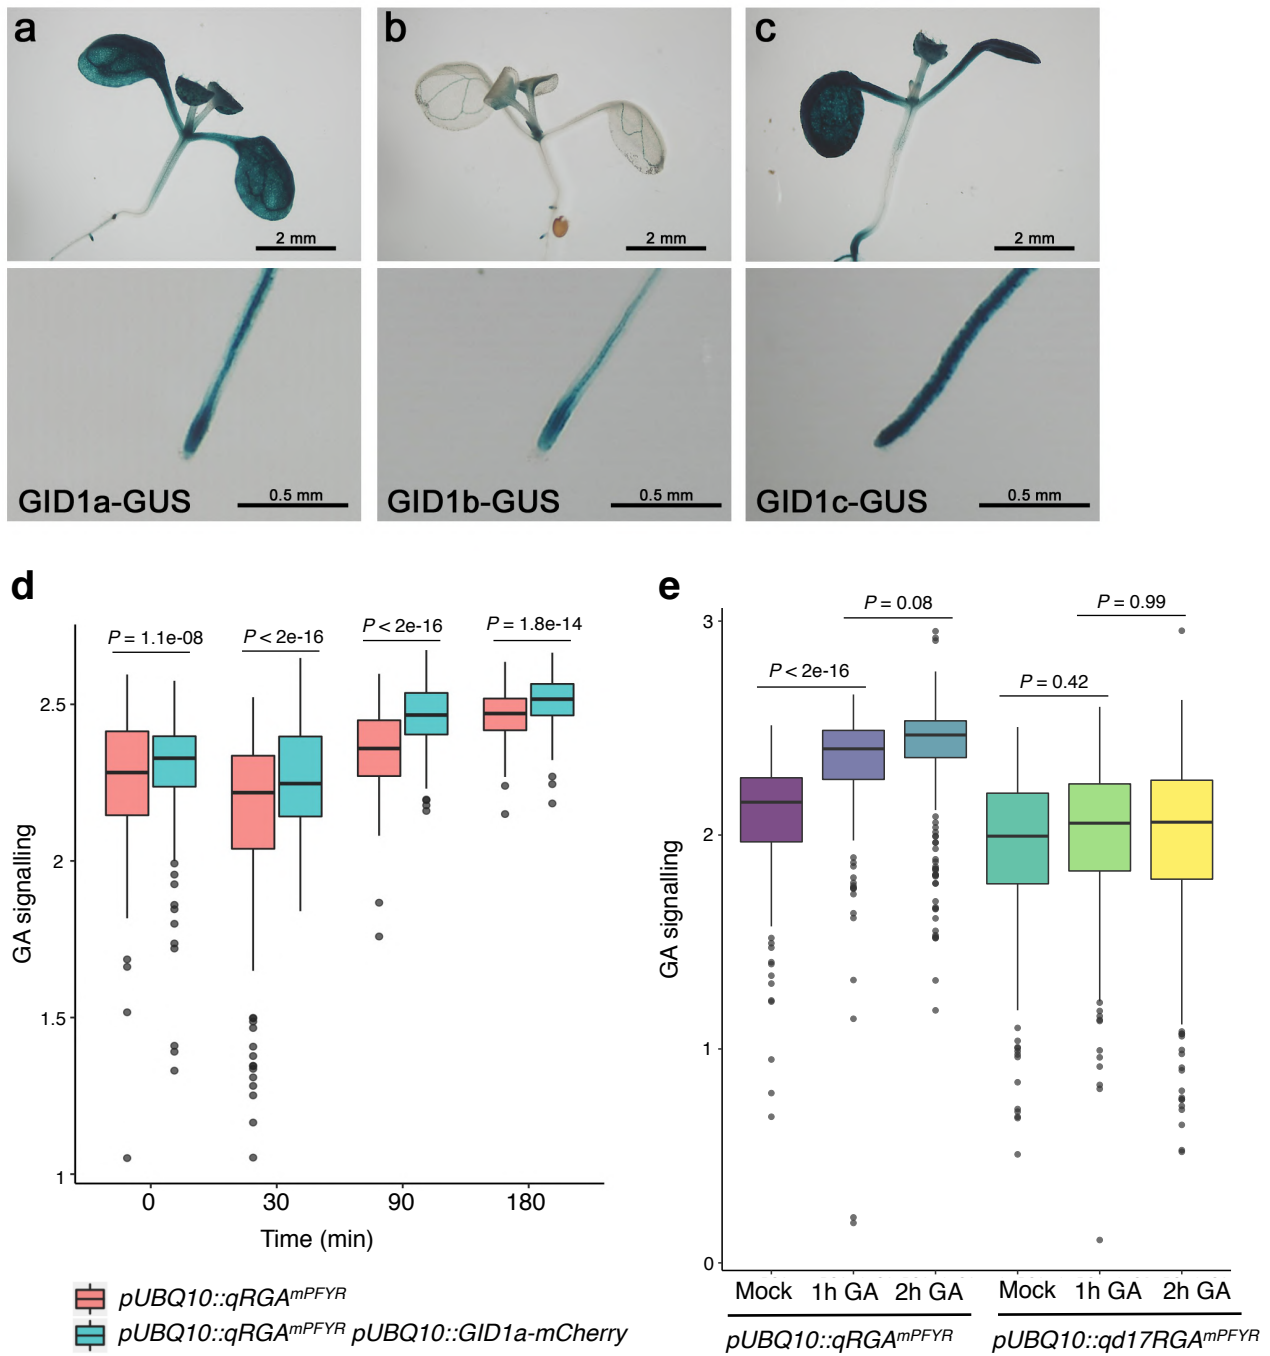 a
b
c
2 mm
2 mm
2 mm
GID1a-GUS
0.5 mm
GID1b-GUS
0.5 mm
GID1c-GUS
0.5 mm
d
P = 1.1e-08
P < 2e-16
P < 2e-16
P = 1.8e-14
GA signalling
2.5
2
1.5
1
0
30
90
180
Time (min)
pUBQ10::qRGAmPFYR
pUBQ10::qRGAmPFYR pUBQ10::GID1a-mCherry
e
P = 0.08
P = 0.99
P < 2e-16
P = 0.42
GA signalling
3
2
1
0
Mock
1h GA
2h GA
Mock
1h GA
2h GA
pUBQ10::qRGAmPFYR
pUBQ10::qd17RGAmPFYR